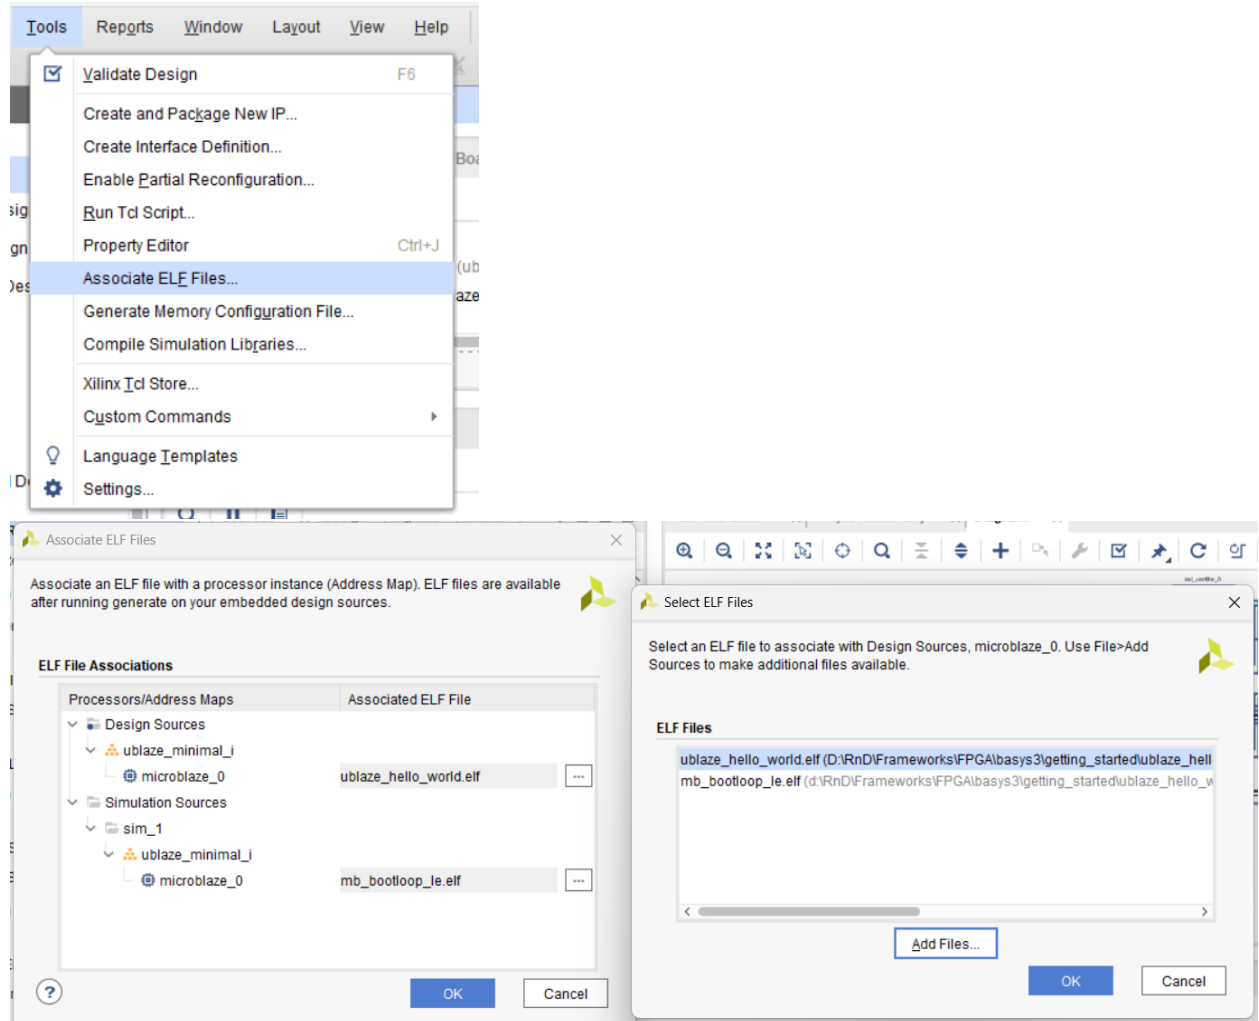 Tools Reports Window Layout View Help
Validate Design F6
Create and Package New IP...
Create Interface Definition...
Enable Partial Reconfiguration...
Run Tcl Script...
Property Editor Ctrl+J
Associate ELF Files...
Generate Memory Configuration File...
Compile Simulation Libraries...
Xilinx Tcl Store...
Custom Commands
Language Templates
Settings...
Associate ELF Files
Associate an ELF file with a processor instance (Address Map). ELF files are available
after running generate on your embedded design sources.
ELF File Associations
Processors/Address Maps Associated ELF File
Design Sources
ublaze_minimal_i
microblaze_0 ublaze_hello_world.elf ...
Simulation Sources
sim_1
ublaze_minimal_i
microblaze_0 mb_bootloop_le.elf ...
? OK Cancel
Select ELF Files
Select an ELF file to associate with Design Sources, microblaze_0. Use File>Add
Sources to make additional files available.
ELF Files
ublaze_hello_world.elf (D:\RnD\Frameworks\FPGA\basys3\getting_started\ublaze_hell
mb_bootloop_le.elf (d:\RnD\Frameworks\FPGA\basys3\getting_started\ublaze_hello_w
Add Files...
OK Cancel